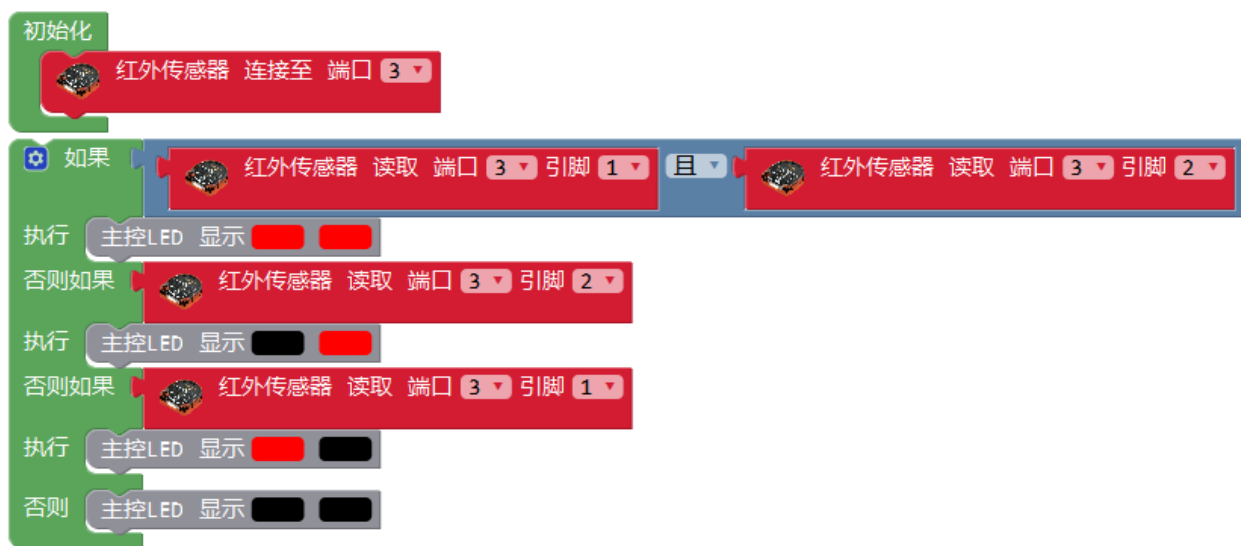 初始化
红外传感器 连接至 端口 3
如果 红外传感器 读取 端口 3 引脚 1 且 红外传感器 读取 端口 3 引脚 2
执行 主控LED 显示
否则如果 红外传感器 读取 端口 3 引脚 2
执行 主控LED 显示
否则如果 红外传感器 读取 端口 3 引脚 1
执行 主控LED 显示
否则 主控LED 显示